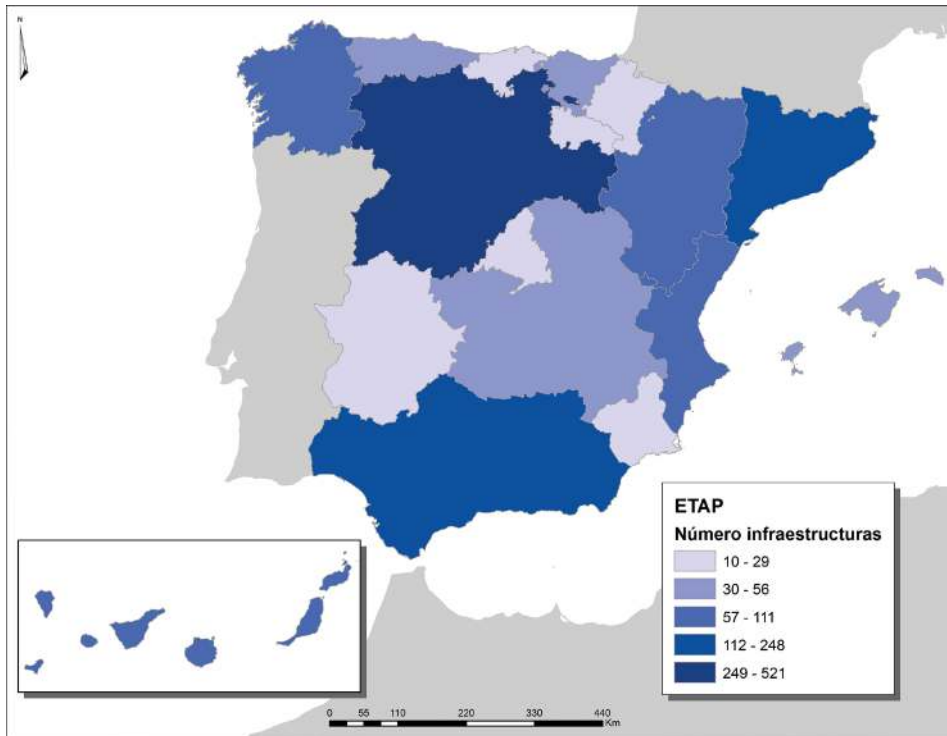 N
ETAP
Número infraestructuras
10 - 29
30 - 56
57 - 111
112 - 248
249 - 521
0 55 110 220 330 440
Km